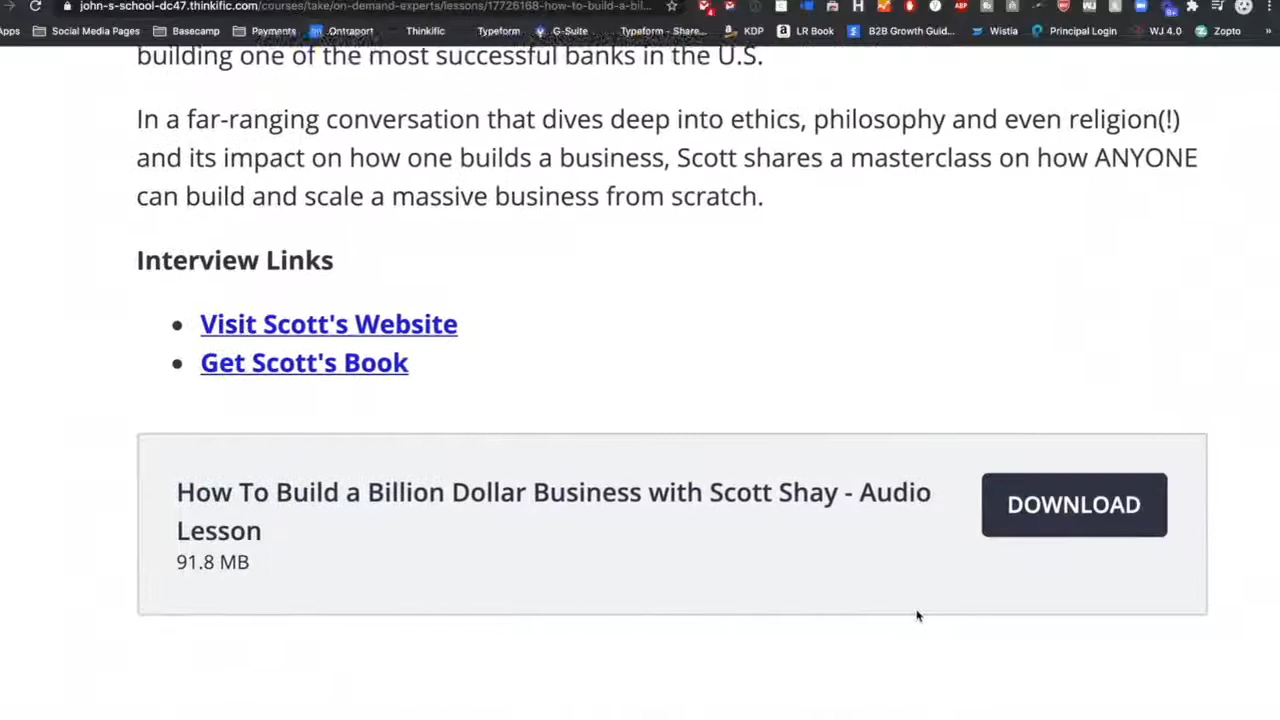 john-s-school-dc47.thinkific.com/courses/take/on-demand-experts/lessons/17726168-how-to-build-a-bil...
Apps Social Media Pages Basecamp Payments Ontraport Thinkific Typeform G-Suite Typeform - Share... KDP LR Book B2B Growth Guid... Wistia Principal Login WJ 4.0 Zopto »
building one of the most successful banks in the U.S.
In a far-ranging conversation that dives deep into ethics, philosophy and even religion(!)
and its impact on how one builds a business, Scott shares a masterclass on how ANYONE
can build and scale a massive business from scratch.
Interview Links
• Visit Scott's Website
• Get Scott's Book
How To Build a Billion Dollar Business with Scott Shay - Audio
Lesson
91.8 MB
DOWNLOAD